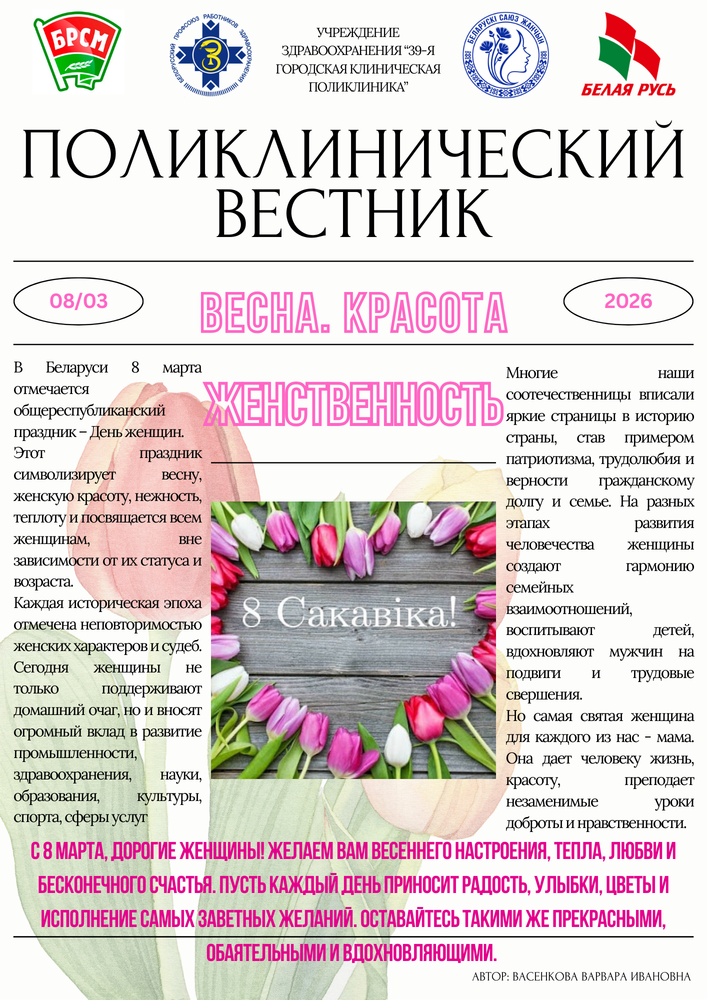 БРСМ
БЕЛОРУССКИЙ ПРОФСОЮЗ РАБОТНИКОВ ЗДРАВООХРАНЕНИЯ
УЧРЕЖДЕНИЕ
ЗДРАВООХРАНЕНИЯ “39-Я
ГОРОДСКАЯ КЛИНИЧЕСКАЯ
ПОЛИКЛИНИКА”
БЕЛАРУСКІ САЮЗ ЖАНЧЫН
БЕЛАЯ РУСЬ
ПОЛИКЛИНИЧЕСКИЙ
ВЕСТНИК
08/03
ВЕСНА. КРАСОТА
2026
ЖЕНСТВЕННОСТЬ
В Беларуси 8 марта
отмечается
общереспубликанский
праздник – День женщин.
Этот праздник
символизирует весну,
женскую красоту, нежность,
теплоту и посвящается всем
женщинам, вне
зависимости от их статуса и
возраста.
Каждая историческая эпоха
отмечена неповторимостью
женских характеров и судеб.
Сегодня женщины не
только поддерживают
домашний очаг, но и вносят
огромный вклад в развитие
промышленности,
здравоохранения, науки,
образования, культуры,
спорта, сферы услуг
8 Сакавіка!
Многие наши
соотечественницы вписали
яркие страницы в историю
страны, став примером
патриотизма, трудолюбия и
верности гражданскому
долгу и семье. На разных
этапах развития
человечества женщины
создают гармонию
семейных
взаимоотношений,
воспитывают детей,
вдохновляют мужчин на
подвиги и трудовые
свершения.
Но самая святая женщина
для каждого из нас - мама.
Она дает человеку жизнь,
красоту, преподает
незаменимые уроки
доброты и нравственности.
С 8 МАРТА, ДОРОГИЕ ЖЕНЩИНЫ! ЖЕЛАЕМ ВАМ ВЕСЕННЕГО НАСТРОЕНИЯ, ТЕПЛА, ЛЮБВИ И
БЕСКОНЕЧНОГО СЧАСТЬЯ. ПУСТЬ КАЖДЫЙ ДЕНЬ ПРИНОСИТ РАДОСТЬ, УЛЫБКИ, ЦВЕТЫ И
ИСПОЛНЕНИЕ САМЫХ ЗАВЕТНЫХ ЖЕЛАНИЙ. ОСТАВАЙТЕСЬ ТАКИМИ ЖЕ ПРЕКРАСНЫМИ,
ОБАЯТЕЛЬНЫМИ И ВДОХНОВЛЯЮЩИМИ.
АВТОР: ВАСЕНКОВА ВАРВАРА ИВАНОВНА